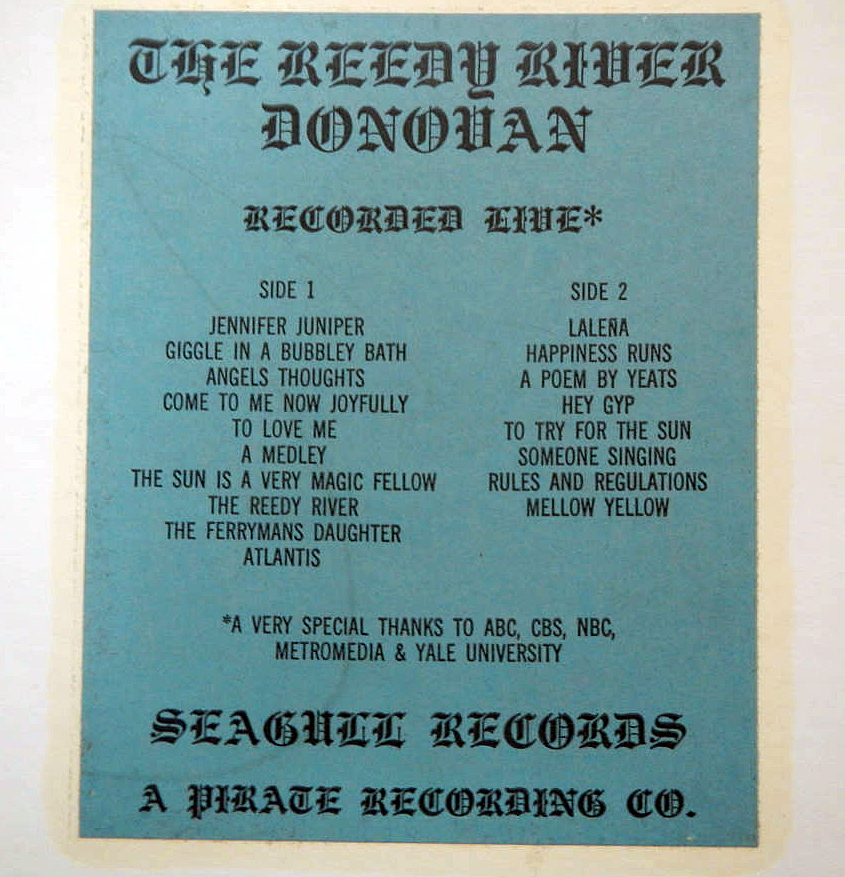 THE REEDY RIVER
DONOVAN
RECORDED LIVE*
SIDE 1
JENNIFER JUNIPER
GIGGLE IN A BUBBLEY BATH
ANGELS THOUGHTS
COME TO ME NOW JOYFULLY
TO LOVE ME
A MEDLEY
THE SUN IS A VERY MAGIC FELLOW
THE REEDY RIVER
THE FERRYMANS DAUGHTER
ATLANTIS
SIDE 2
LALEÑA
HAPPINESS RUNS
A POEM BY YEATS
HEY GYP
TO TRY FOR THE SUN
SOMEONE SINGING
RULES AND REGULATIONS
MELLOW YELLOW
*A VERY SPECIAL THANKS TO ABC, CBS, NBC,
METROMEDIA & YALE UNIVERSITY
SEAGULL RECORDS
A PIRATE RECORDING CO.